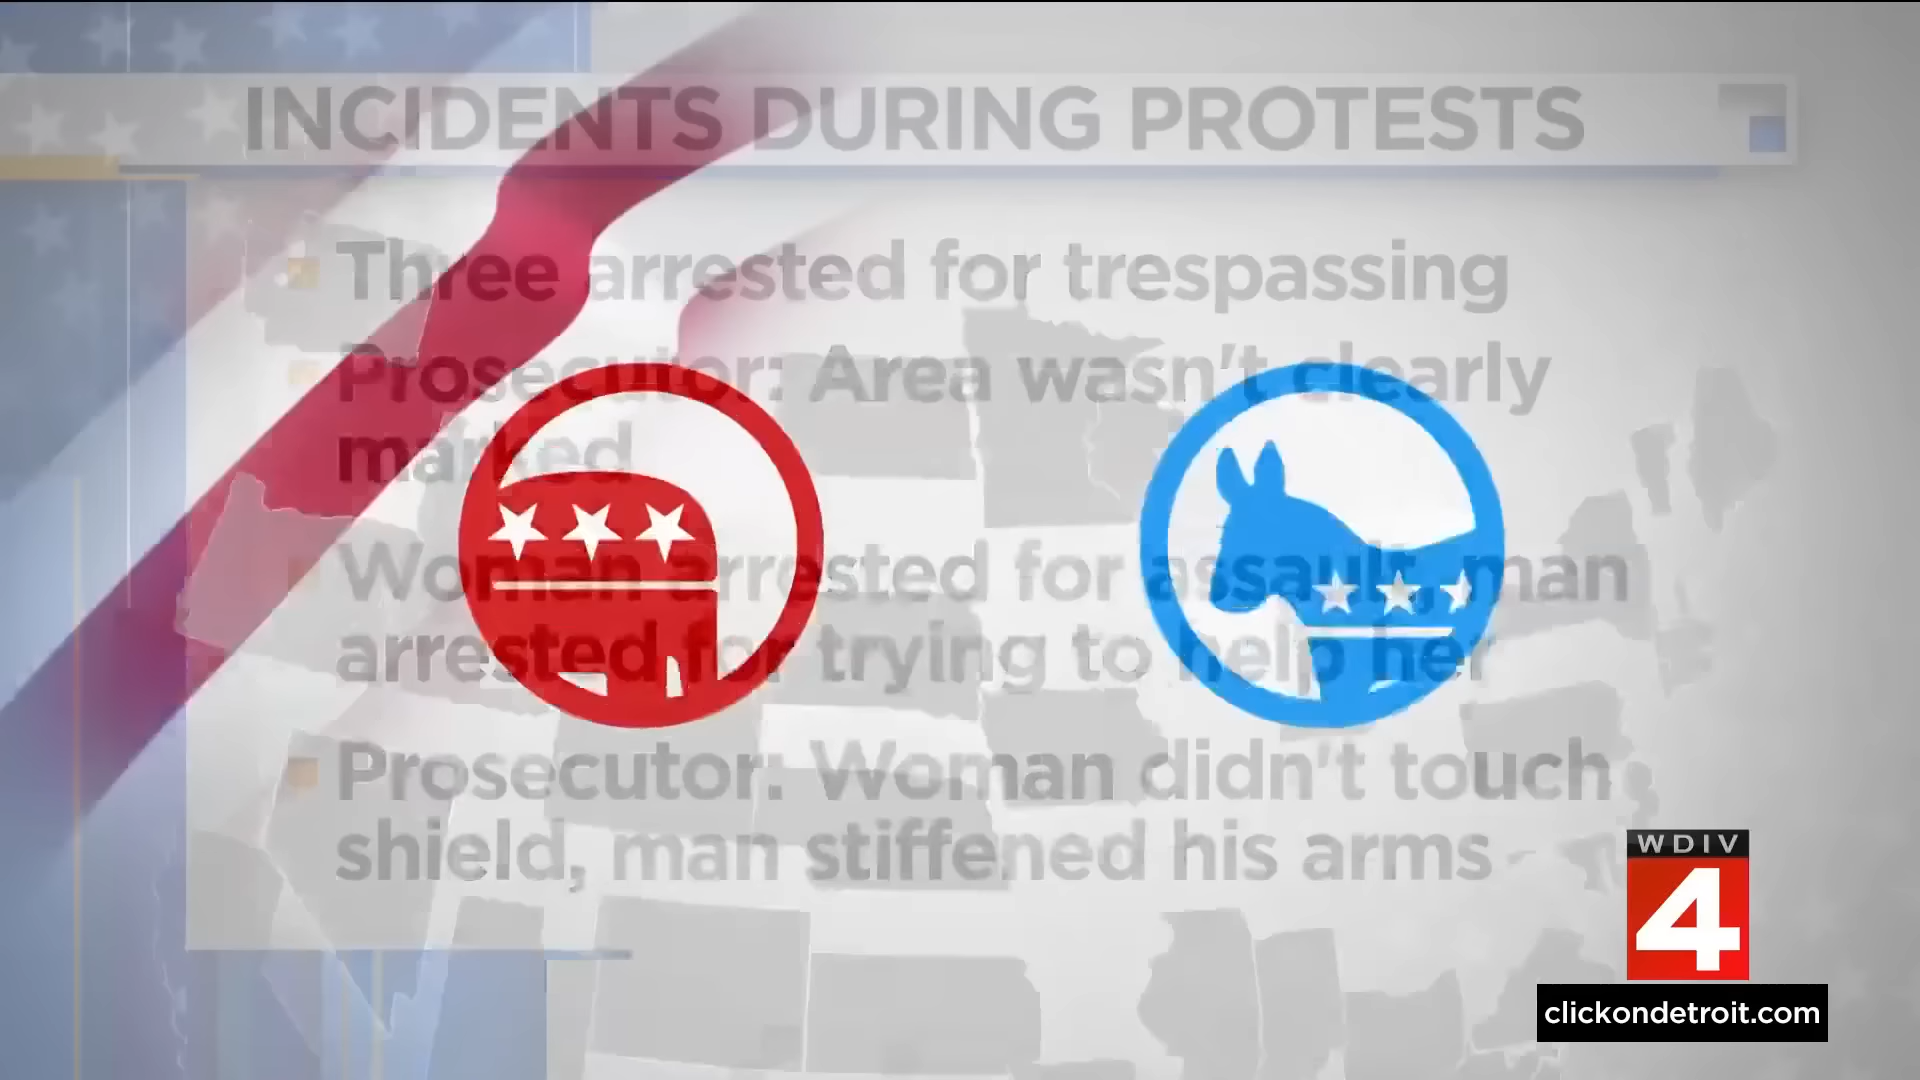 INCIDENTS DURING PROTESTS
Three arrested for trespassing
Prosecutor: Area wasn't clearly
marked
Woman arrested for assault, man
arrested for trying to help her
Prosecutor: Woman didn't touch
shield, man stiffened his arms
WDIV
4
clickondetroit.com